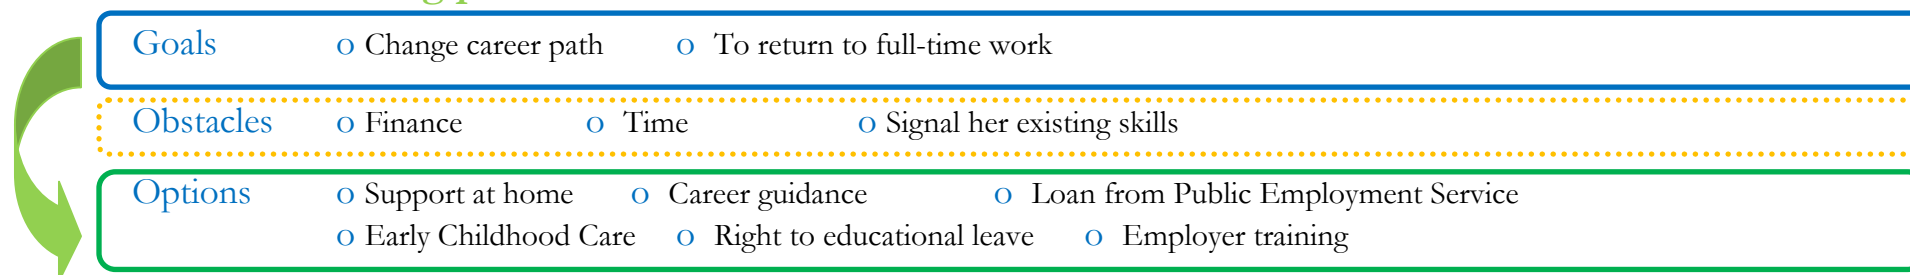 Goals o Change career path o To return to full-time work
Obstacles o Finance o Time o Signal her existing skills
Options o Support at home o Career guidance o Loan from Public Employment Service
o Early Childhood Care o Right to educational leave o Employer training